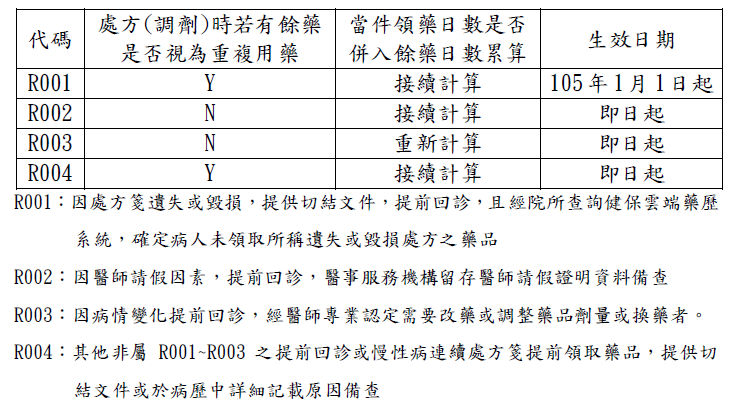 代碼 處方(調劑)時若有餘藥是否視為重複用藥 當件領藥日數是否併入餘藥日數累算 生效日期
R001 Y 接續計算 105年1月1日起
R002 N 接續計算 即日起
R003 N 重新計算 即日起
R004 Y 接續計算 即日起
R001：因處方箋遺失或毀損，提供切結文件，提前回診，且經院所查詢健保雲端藥歷
系統，確定病人未領取所稱遺失或毀損處方之藥品
R002：因醫師請假因素，提前回診，醫事服務機構留存醫師請假證明資料備查
R003：因病情變化提前回診，經醫師專業認定需要改藥或調整藥品劑量或換藥者。
R004：其他非屬 R001~R003 之提前回診或慢性病連續處方箋提前領取藥品，提供切
結文件或於病歷中詳細記載原因備查